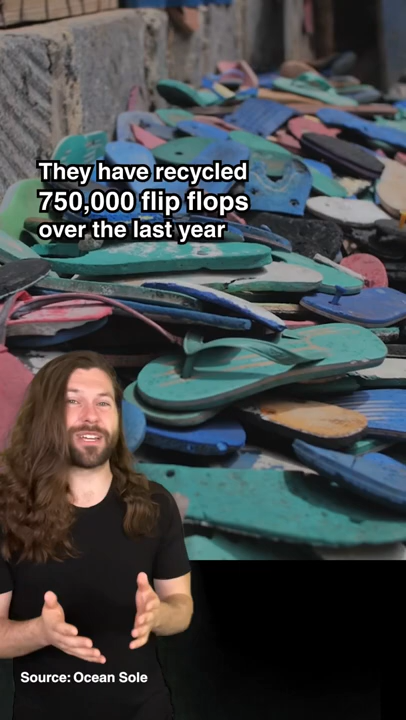 They have recycled
750,000 flip flops
over the last year
Source: Ocean Sole